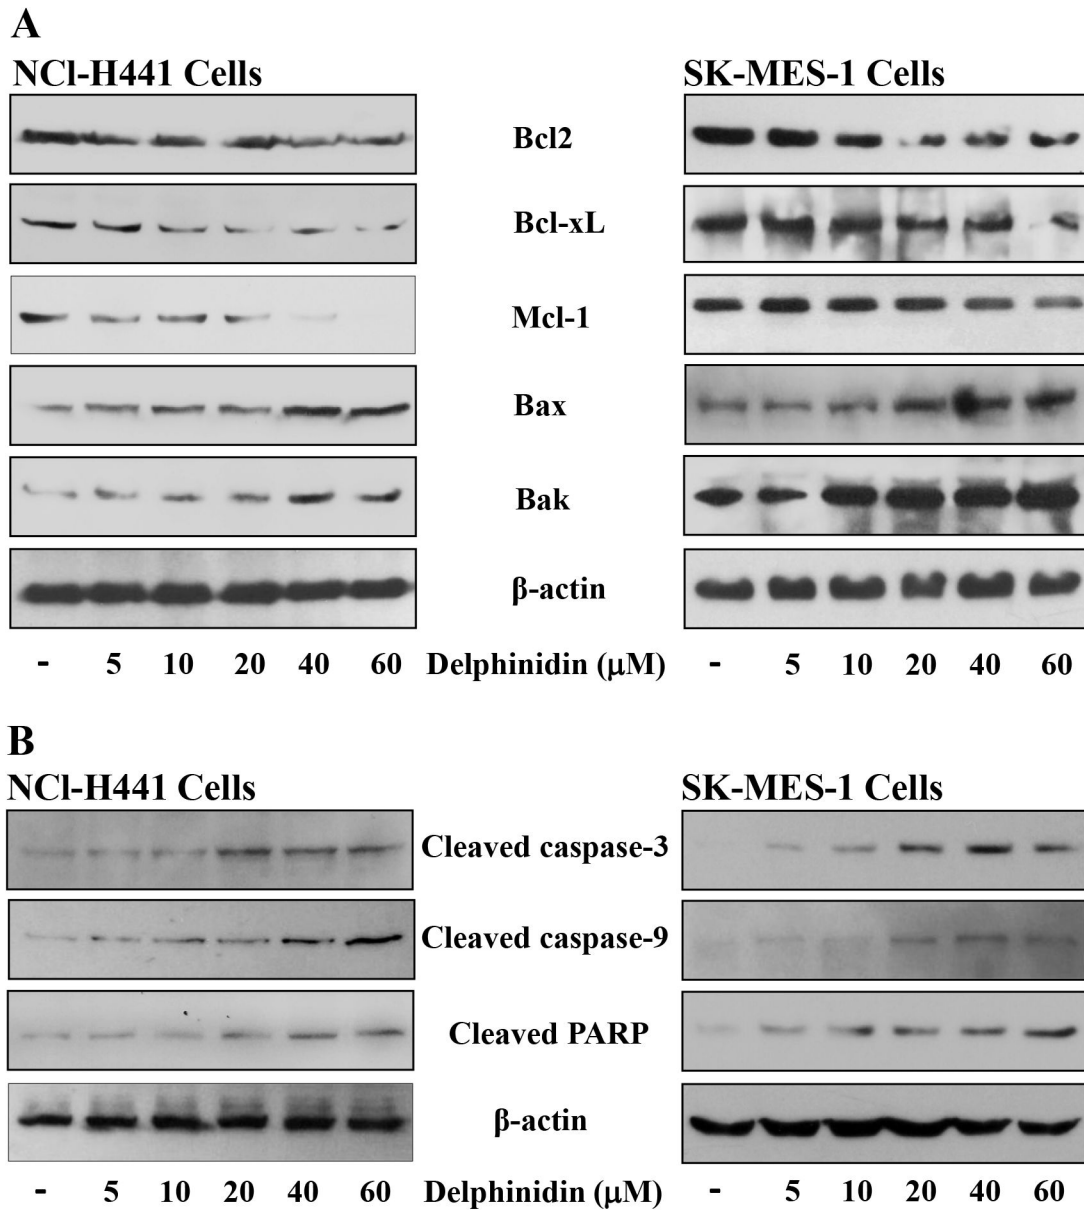 A
NCl-H441 Cells
SK-MES-1 Cells
Bcl2
Bcl-xL
Mcl-1
Bax
Bak
β-actin
- 5 10 20 40 60 Delphinidin (μM) - 5 10 20 40 60
B
NCl-H441 Cells
SK-MES-1 Cells
Cleaved caspase-3
Cleaved caspase-9
Cleaved PARP
β-actin
- 5 10 20 40 60 Delphinidin (μM) - 5 10 20 40 60